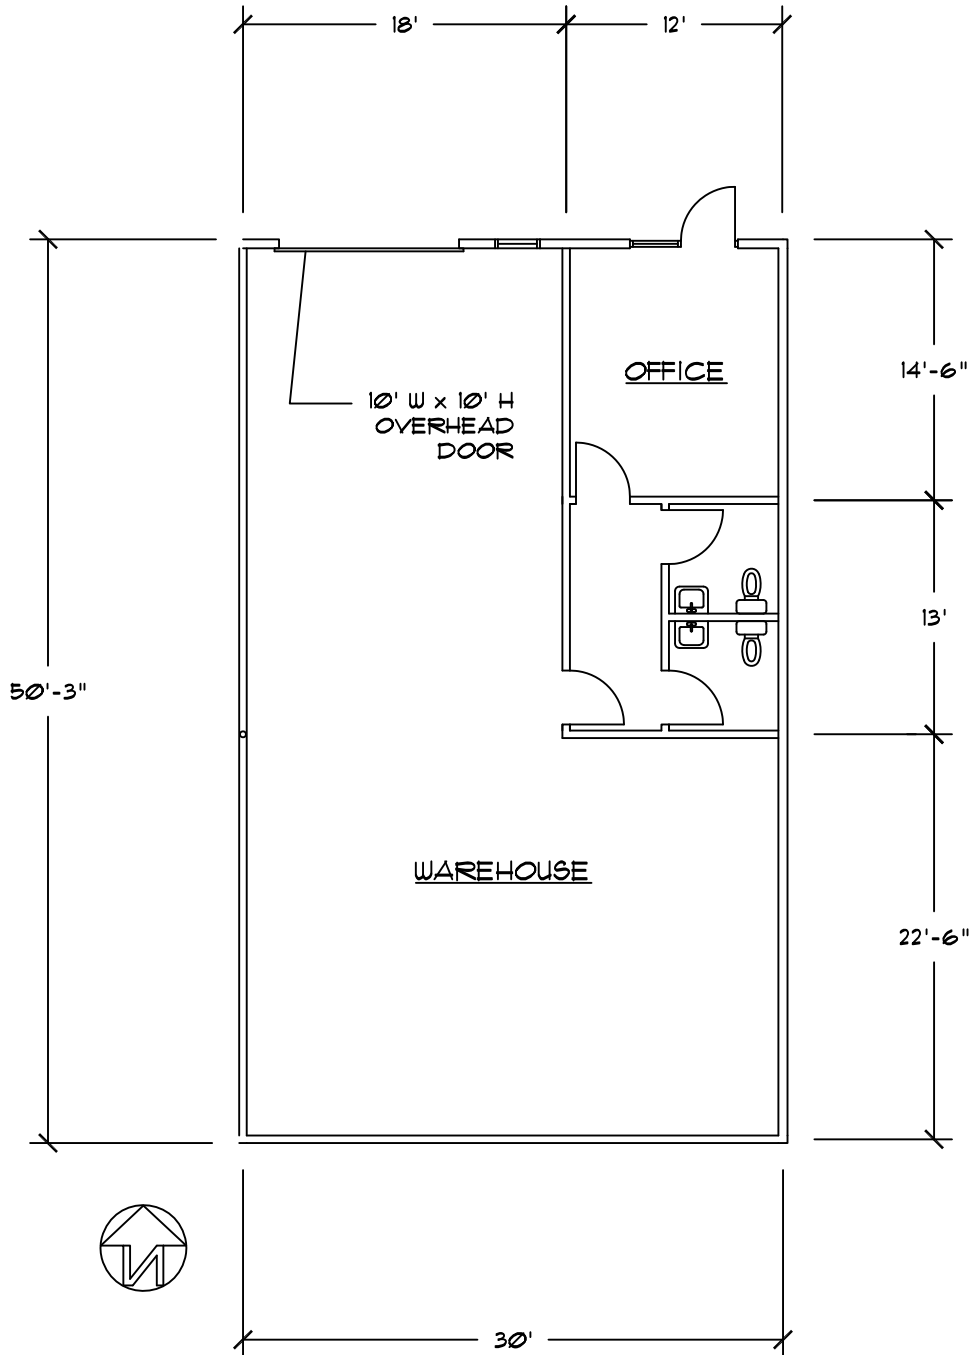 18'
12'
OFFICE
14'-6"
10' W x 10' H
OVERHEAD
DOOR
13'
50'-3"
WAREHOUSE
22'-6"
N
30'